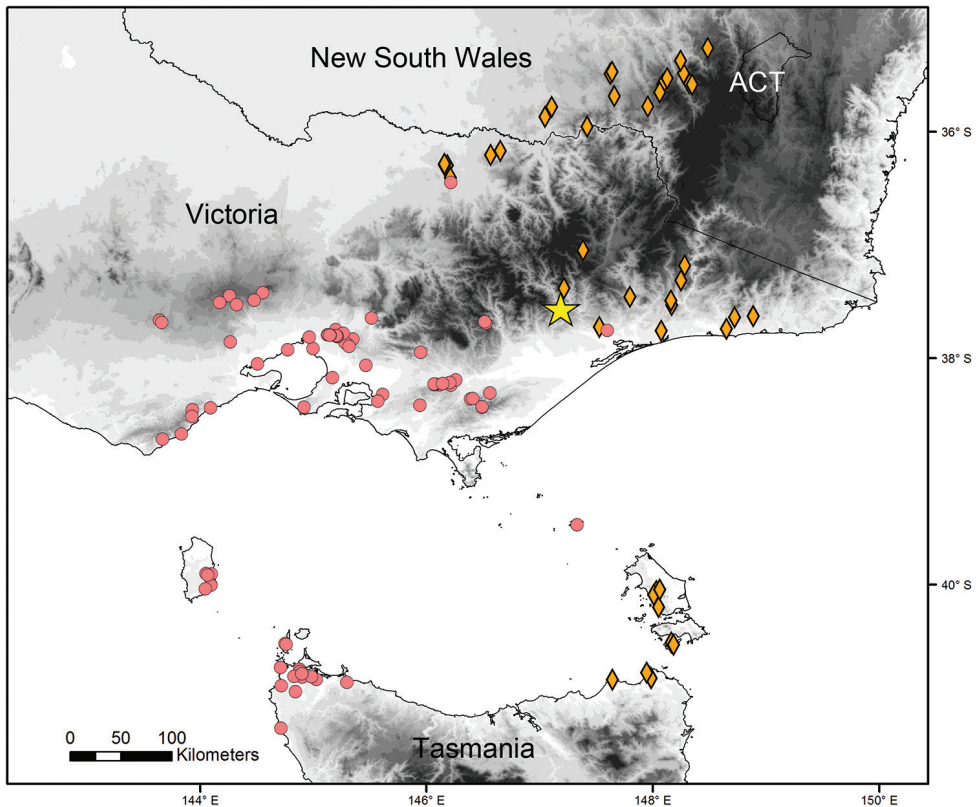 New South Wales
ACT
36° S
Victoria
38° S
40° S
0 50 100
Kilometers
Tasmania
144° E 146° E 148° E 150° E